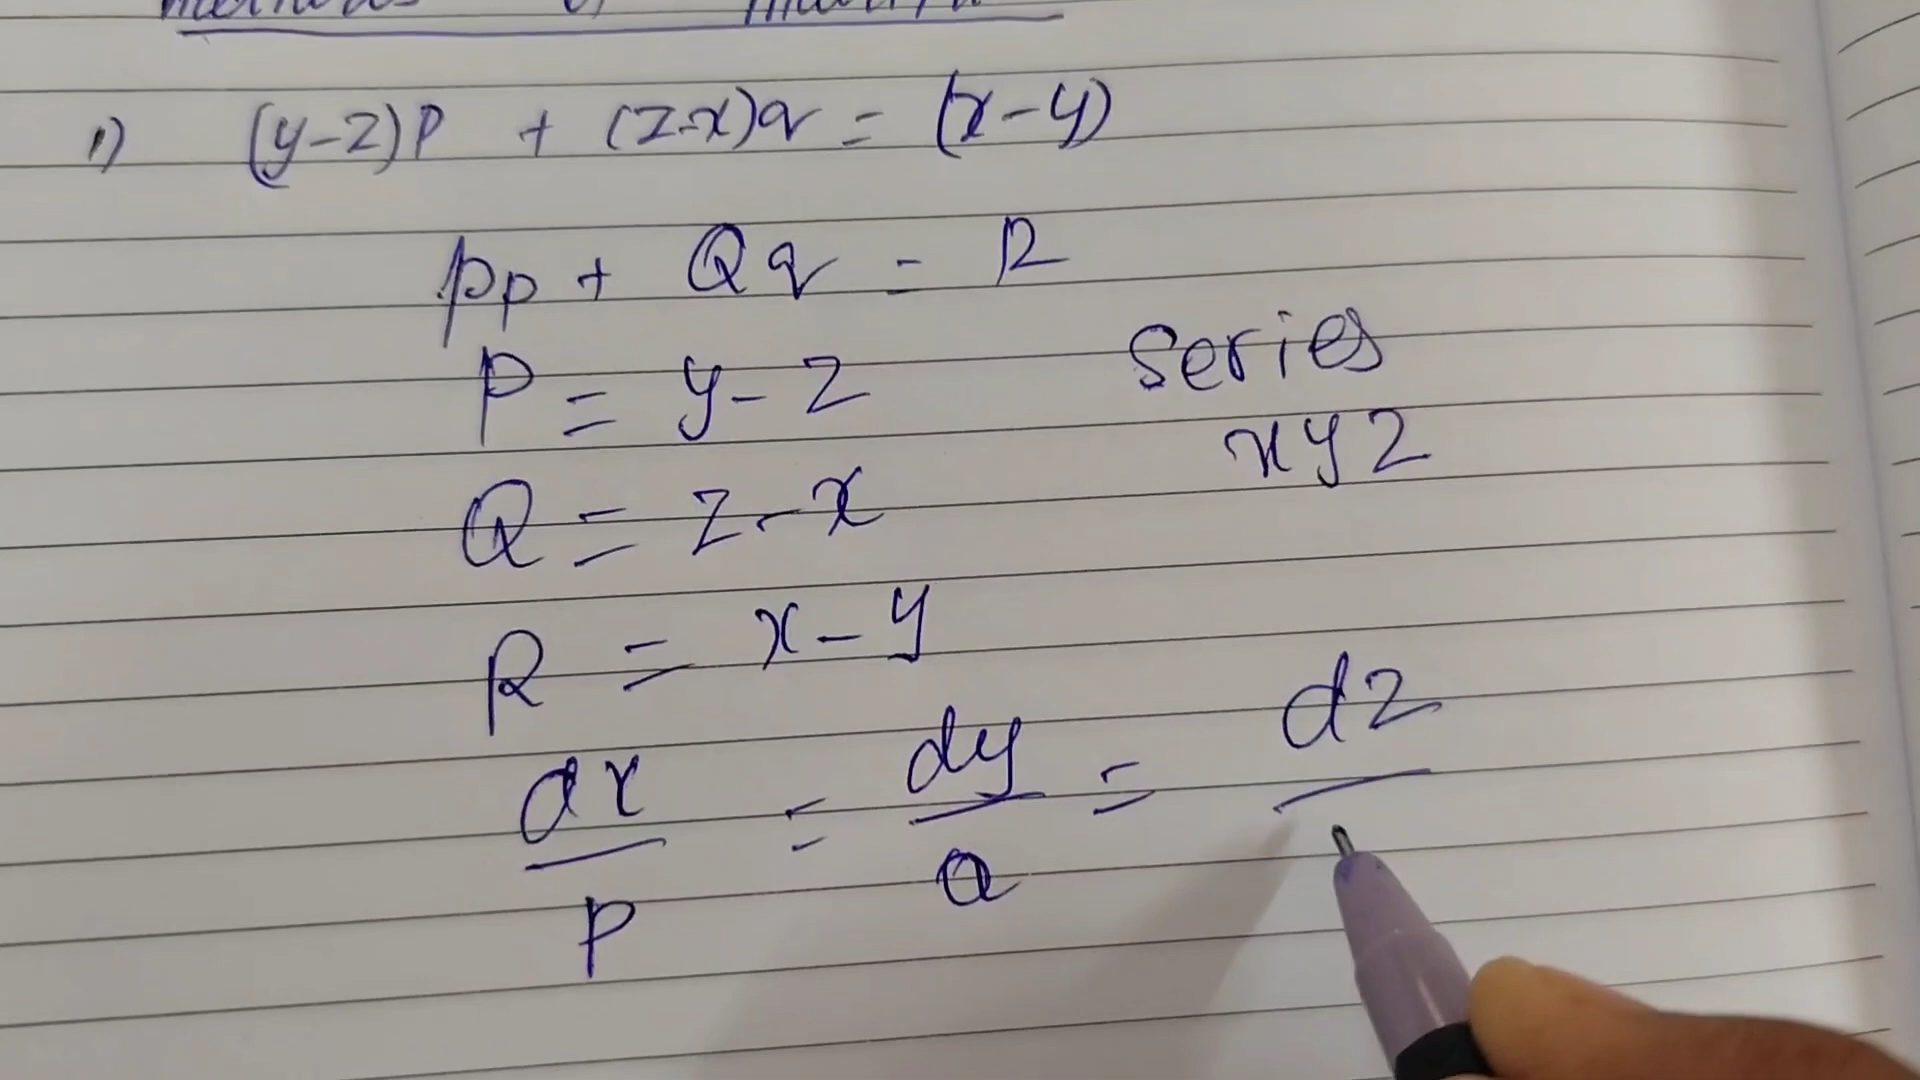 1) (y-z)p + (z-x)q = (x-y)
Pp + Qq = R
P = y-z
series
xyz
Q = z-x
R = x-y
dx/P = dy/Q = dz/